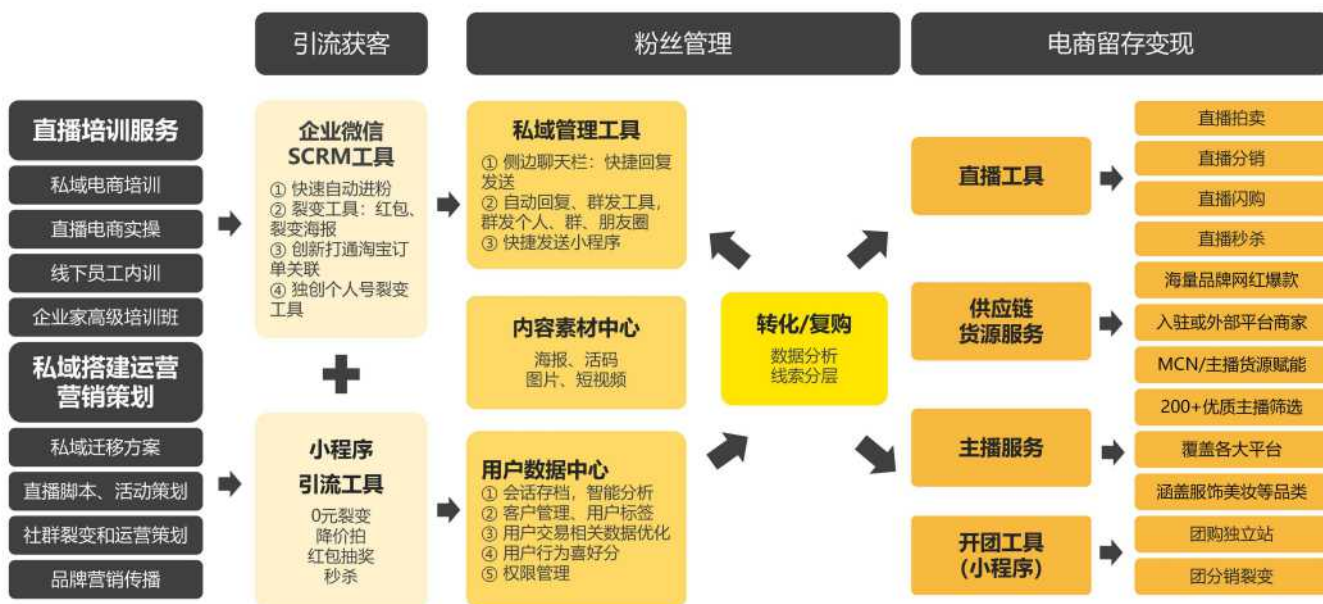 引流获客
粉丝管理
电商留存变现
直播培训服务
私域电商培训
直播电商实操
线下员工内训
企业家高级培训班
私域搭建运营
营销策划
私域迁移方案
直播脚本、活动策划
社群裂变和运营策划
品牌营销传播
企业微信
SCRM工具
① 快速自动进粉
② 裂变工具：红包、
裂变海报
③ 创新打通淘宝订
单关联
④ 独创个人号裂变
工具
小程序
引流工具
0元裂变
降价拍
红包抽奖
秒杀
私域管理工具
① 侧边聊天栏：快捷回复
发送
② 自动回复、群发工具，
群发个人、群、朋友圈
③ 快捷发送小程序
内容素材中心
海报、活码
图片、短视频
用户数据中心
① 会话存档，智能分析
② 客户管理、用户标签
③ 用户交易相关数据优化
④ 用户行为喜好分
⑤ 权限管理
转化/复购
数据分析
线索分层
直播工具
直播拍卖
直播分销
直播闪购
直播秒杀
供应链
货源服务
海量品牌网红爆款
入驻或外部平台商家
MCN/主播货源赋能
主播服务
200+优质主播筛选
覆盖各大平台
涵盖服饰美妆等品类
开团工具
(小程序)
团购独立站
团分销裂变